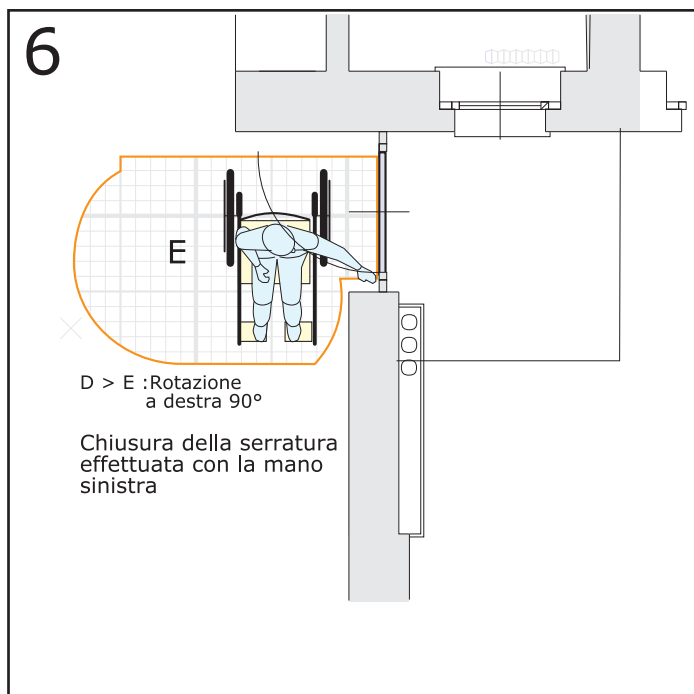 6
E
D > E :Rotazione
a destra 90°
Chiusura della serratura
effettuata con la mano
sinistra